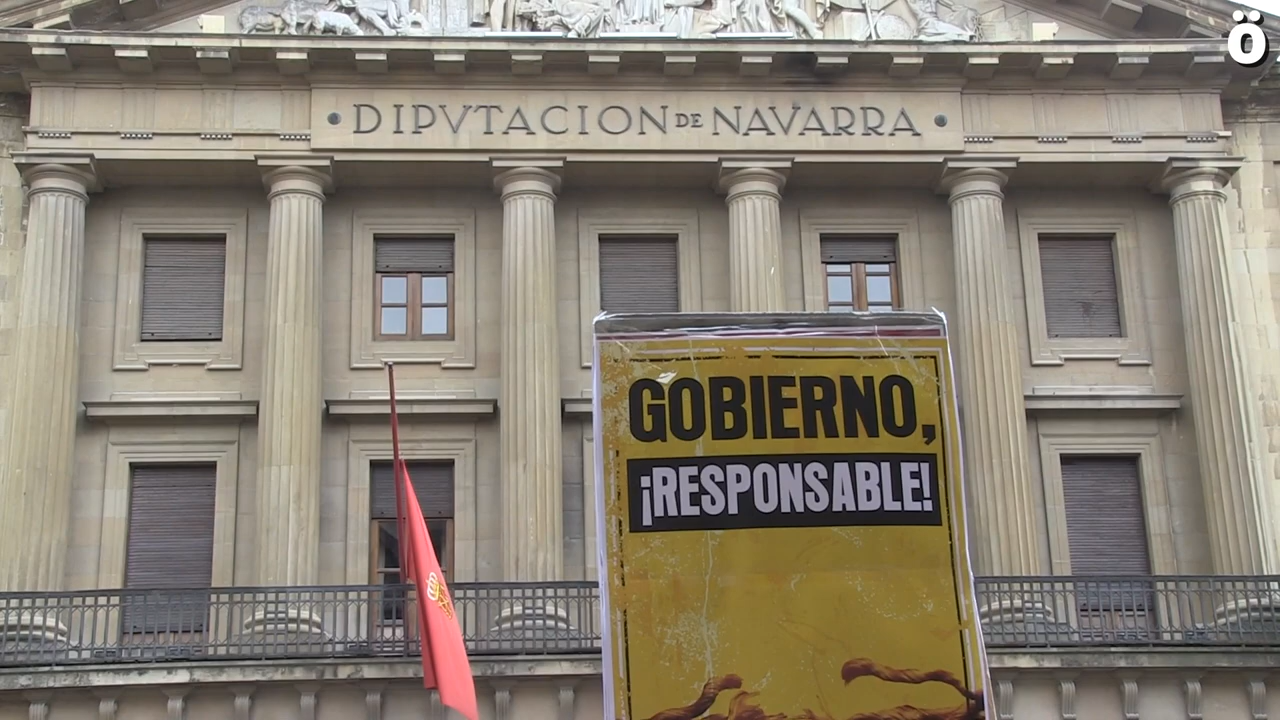 ö
• DIPVTACION DE NAVARRA •
GOBIERNO,
¡RESPONSABLE!